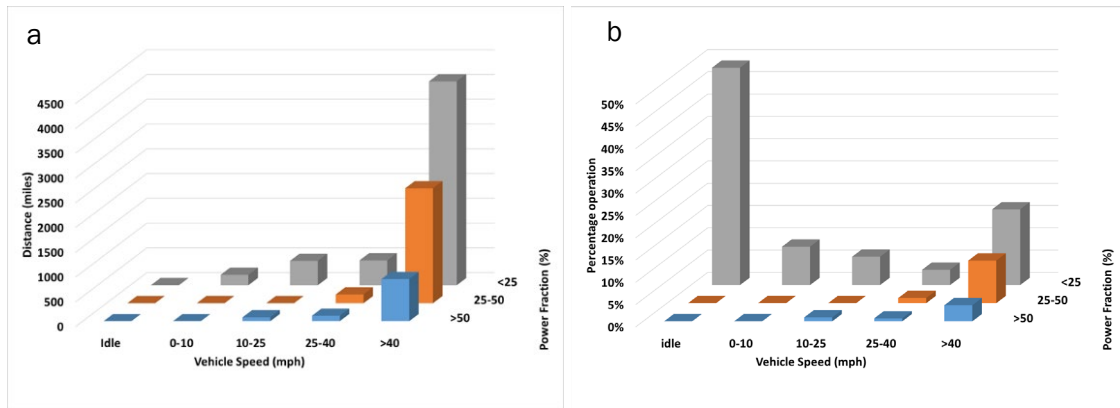 a
4500
4000
3500
3000
2500
2000
1500
1000
500
0
Distance (miles)
Idle 0-10 10-25 25-40 >40
Vehicle Speed (mph)
<25
25-50
>50
Power Fraction (%)
b
50%
45%
40%
35%
30%
25%
20%
15%
10%
5%
0%
Percentage operation
idle 0-10 10-25 25-40 >40
Vehicle Speed (mph)
<25
25-50
>50
Power Fraction (%)